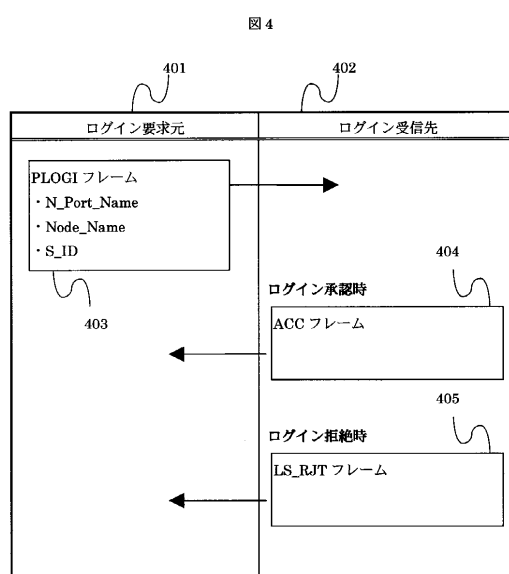 図4
401
402
ログイン要求元
ログイン受信先
PLOGI フレーム
・N_Port_Name
・Node_Name
・S_ID
403
404
ログイン承認時
ACC フレーム
405
ログイン拒絶時
LS_RJT フレーム